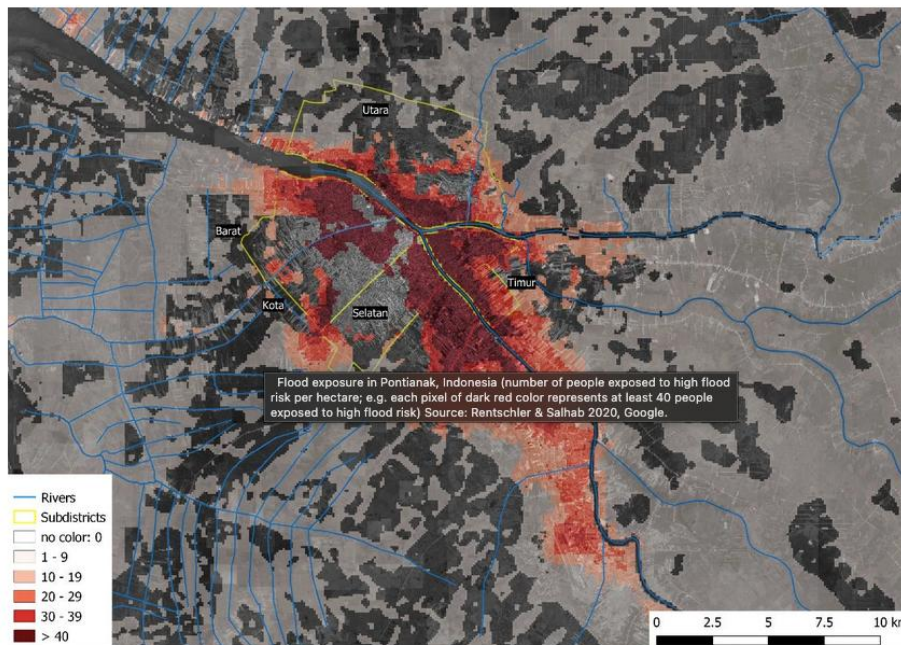 Utara
Barat
Timur
Kota
Selatan
Flood exposure in Pontianak, Indonesia (number of people exposed to high flood
risk per hectare; e.g. each pixel of dark red color represents at least 40 people
exposed to high flood risk) Source: Rentschler & Salhab 2020, Google.
Rivers
Subdistricts
no color: 0
1 - 9
10 - 19
20 - 29
30 - 39
> 40
0 2.5 5 7.5 10 km